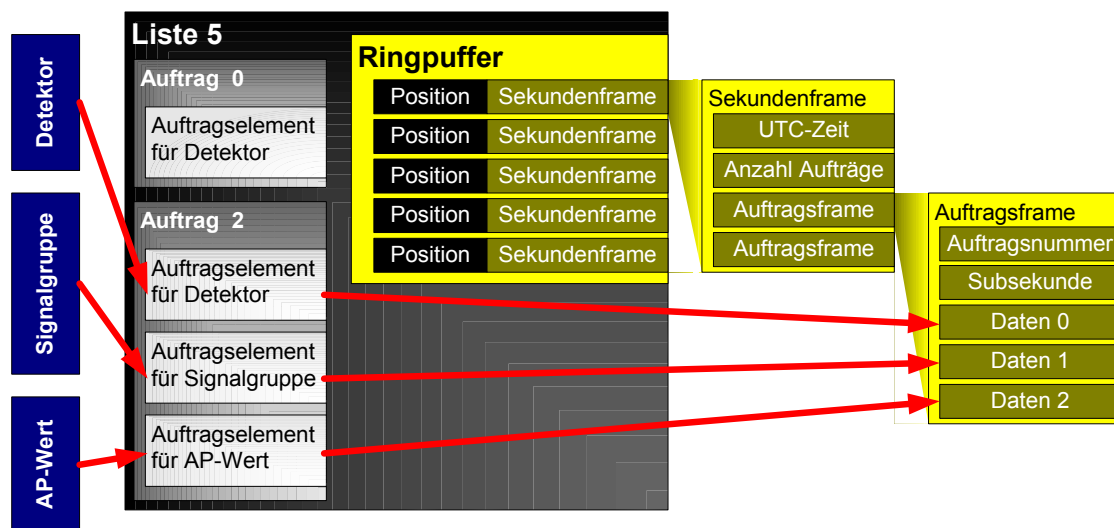 Detektor
Signalgruppe
AP-Wert
Liste 5
Auftrag 0
Auftragselement
für Detektor
Auftrag 2
Auftragselement
für Detektor
Auftragselement
für Signalgruppe
Auftragselement
für AP-Wert
Ringpuffer
Position Sekundenframe
Position Sekundenframe
Position Sekundenframe
Position Sekundenframe
Position Sekundenframe
Sekundenframe
UTC-Zeit
Anzahl Aufträge
Auftragsframe
Auftragsframe
Auftragsframe
Auftragsnummer
Subsekunde
Daten 0
Daten 1
Daten 2